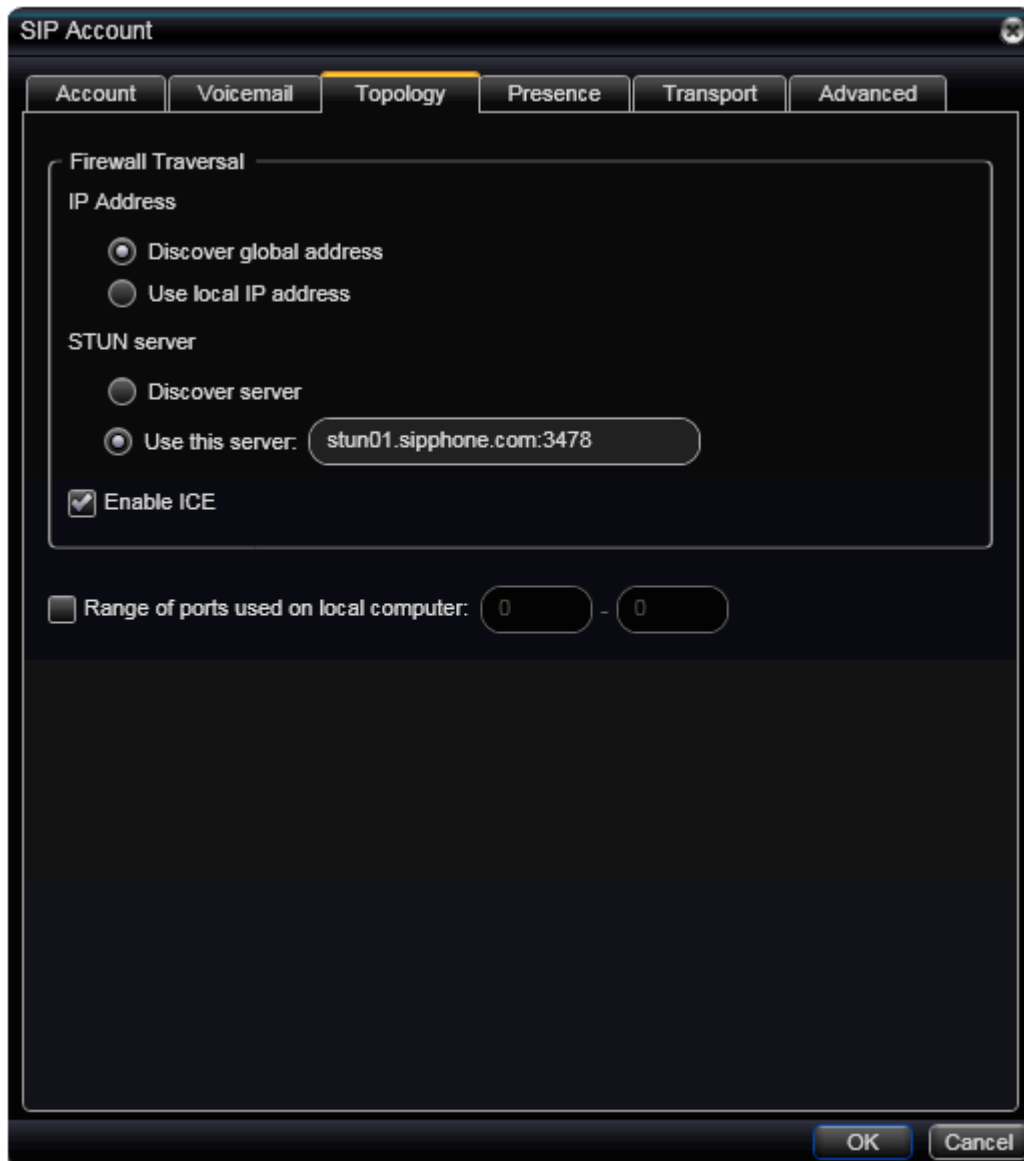 SIP Account
Account Voicemail Topology Presence Transport Advanced
Firewall Traversal
IP Address
Discover global address
Use local IP address
STUN server
Discover server
Use this server: stun01.sipphone.com:3478
Enable ICE
Range of ports used on local computer: 0 - 0
OK Cancel